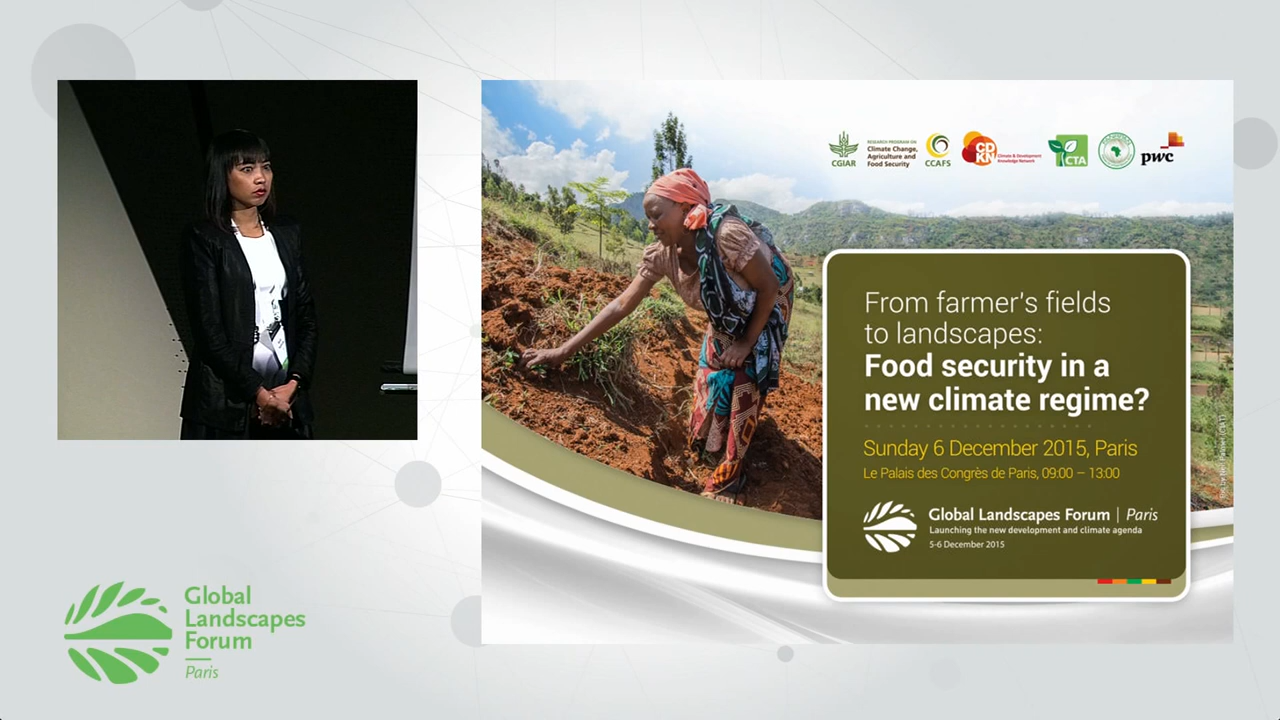 CGIAR
RESEARCH PROGRAM ON
Climate Change,
Agriculture and
Food Security
CCAFS
CD
KN
Climate & Development
Knowledge Network
CTA
pwc
From farmer's fields
to landscapes:
Food security in a
new climate regime?
Sunday 6 December 2015, Paris
Le Palais des Congrès de Paris, 09:00 – 13:00
Global Landscapes Forum | Paris
Launching the new development and climate agenda
5-6 December 2015
Global
Landscapes
Forum
Paris